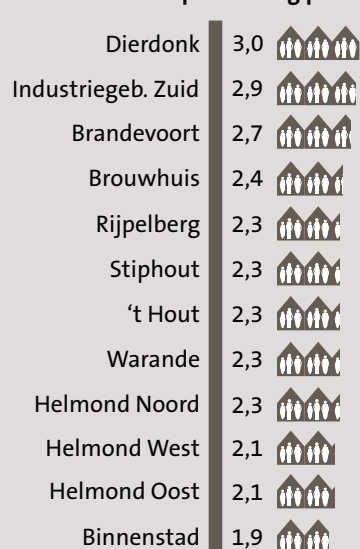 Dierdonk 3,0
Industriegeb. Zuid 2,9
Brandevoort 2,7
Brouwhuis 2,4
Rijpelberg 2,3
Stiphout 2,3
‘t Hout 2,3
Warande 2,3
Helmond Noord 2,3
Helmond West 2,1
Helmond Oost 2,1
Binnenstad 1,9